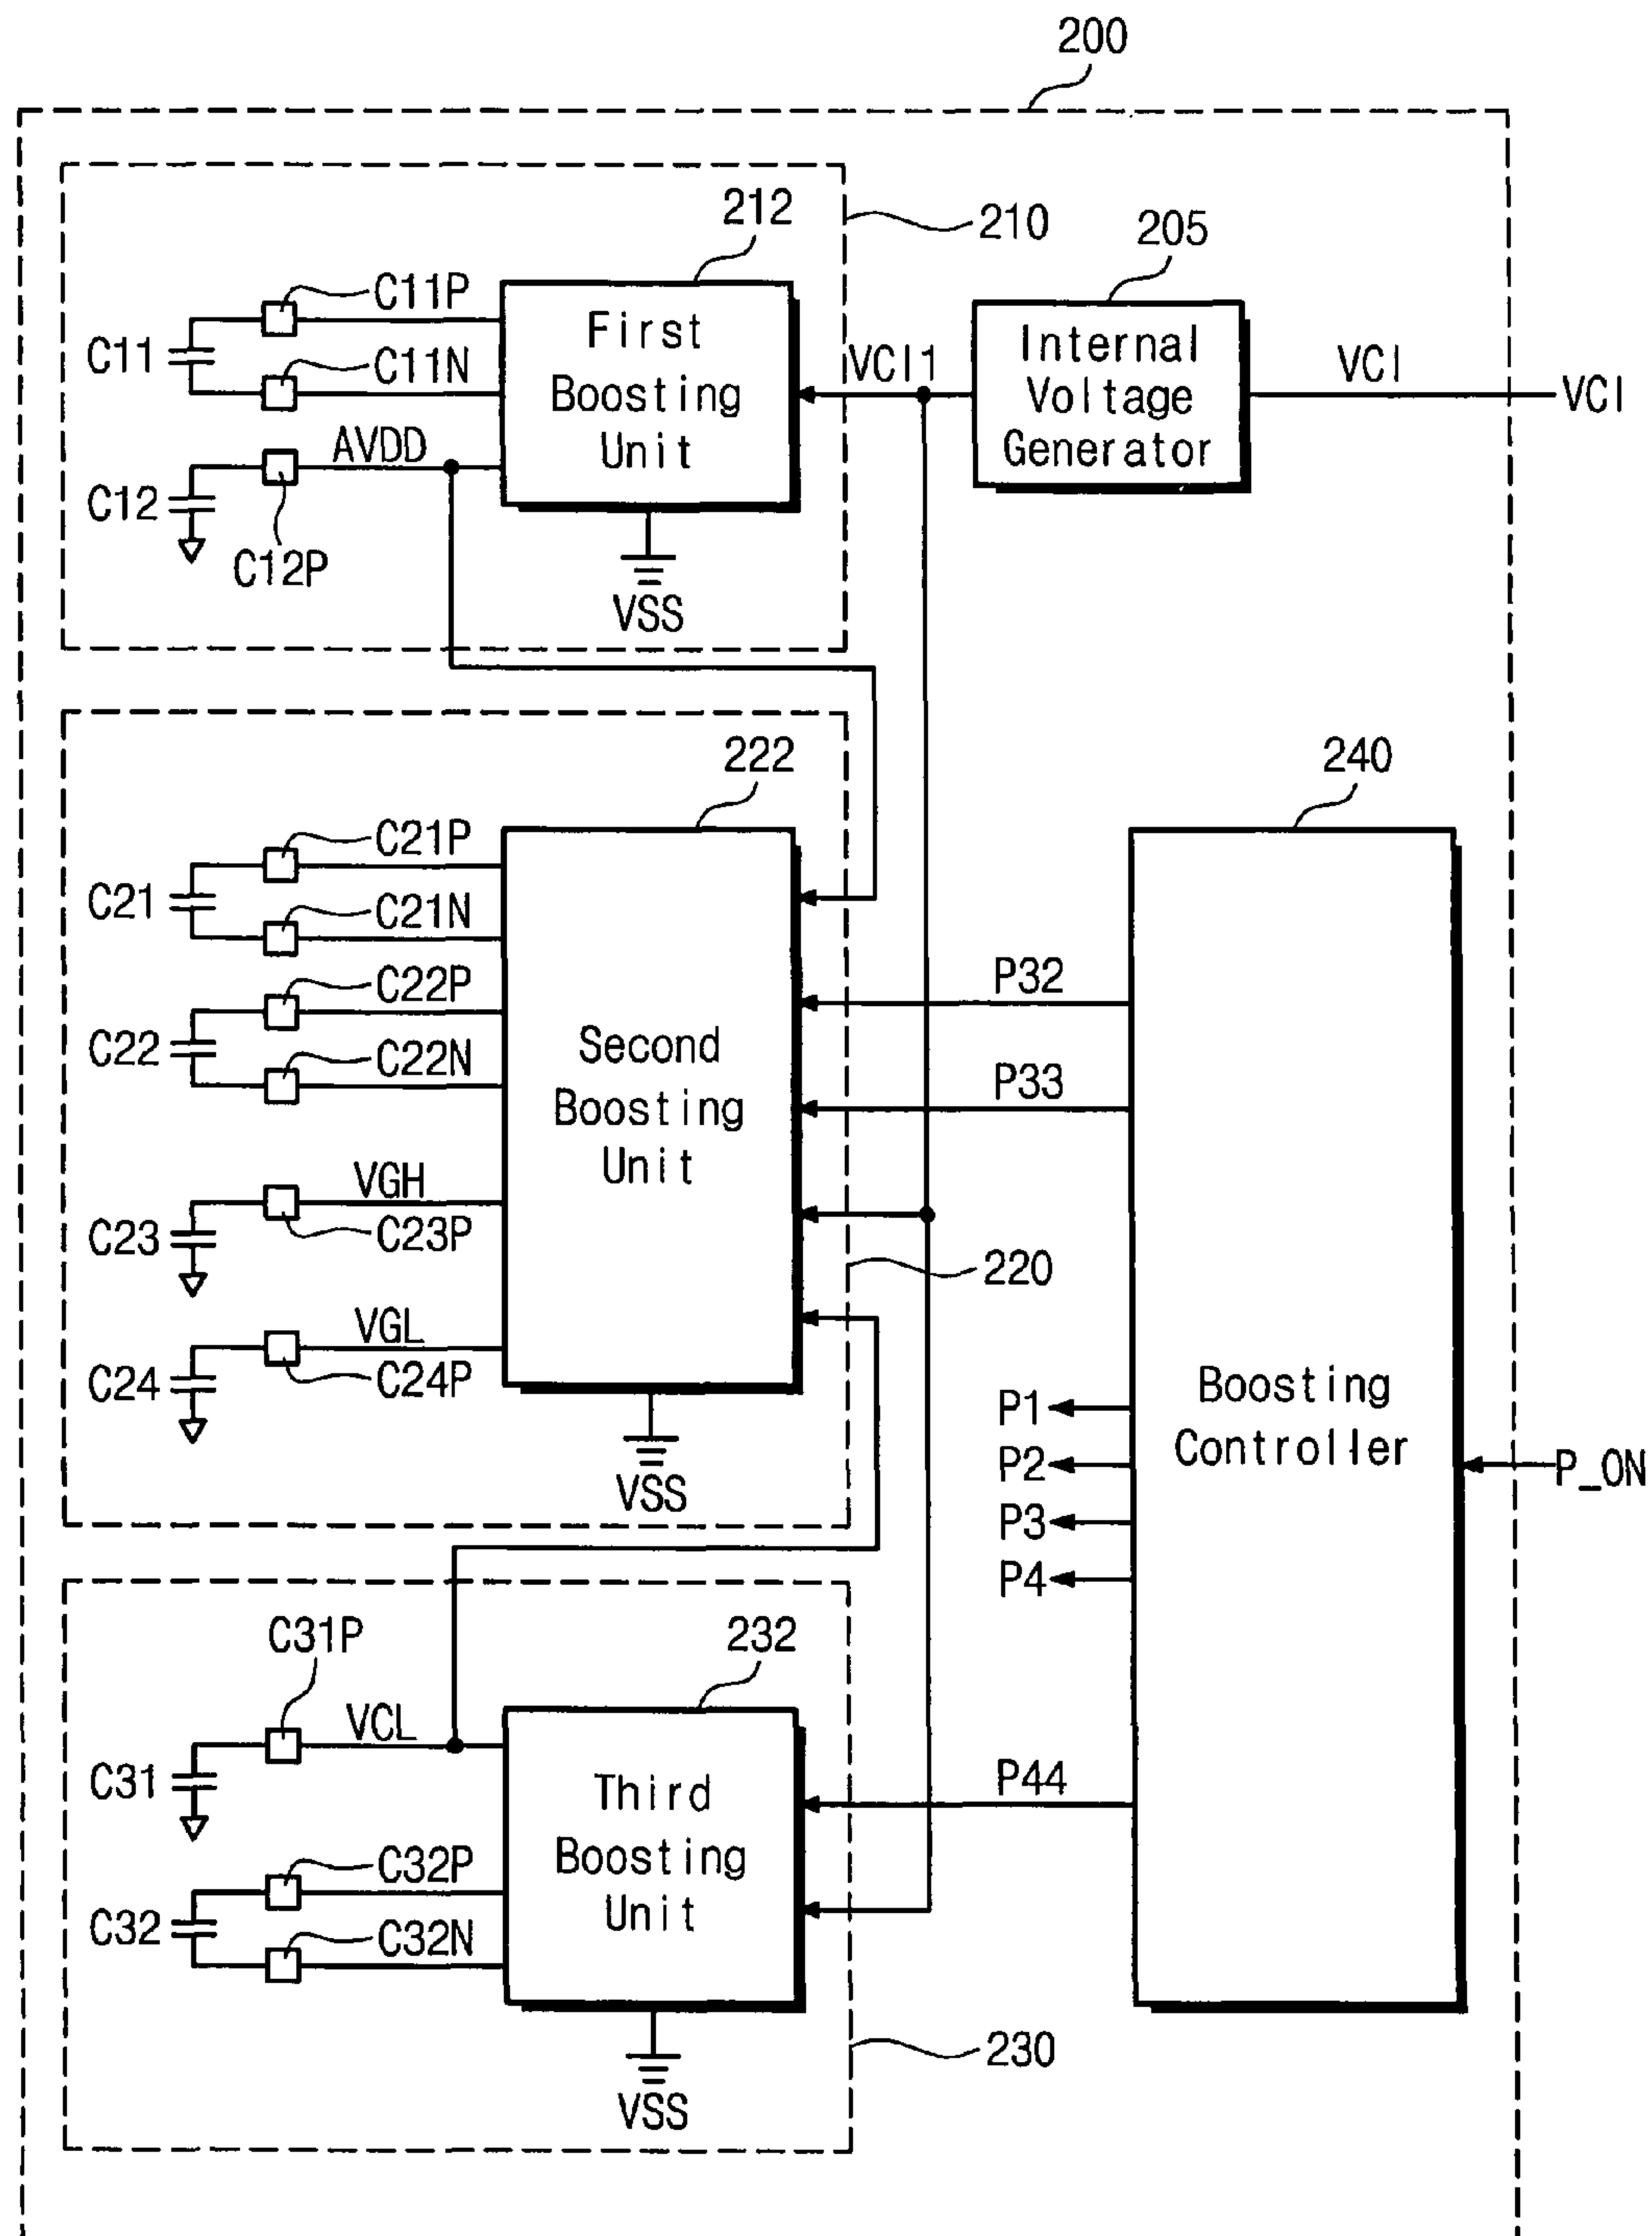 200
212
210
205
C11P
C11
C11N
First
Boosting
Unit
VCI1
Internal
Voltage
Generator
VCI
VCI
AVDD
C12
C12P
VSS
222
240
C21P
C21
C21N
P32
C22P
C22
C22N
Second
Boosting
Unit
P33
VGH
C23
C23P
220
VGL
C24
C24P
VSS
Boosting
Controller
P1
P2
P3
P4
P_ON
C31P
232
VCL
C31
Third
Boosting
Unit
P44
C32P
C32
C32N
230
VSS